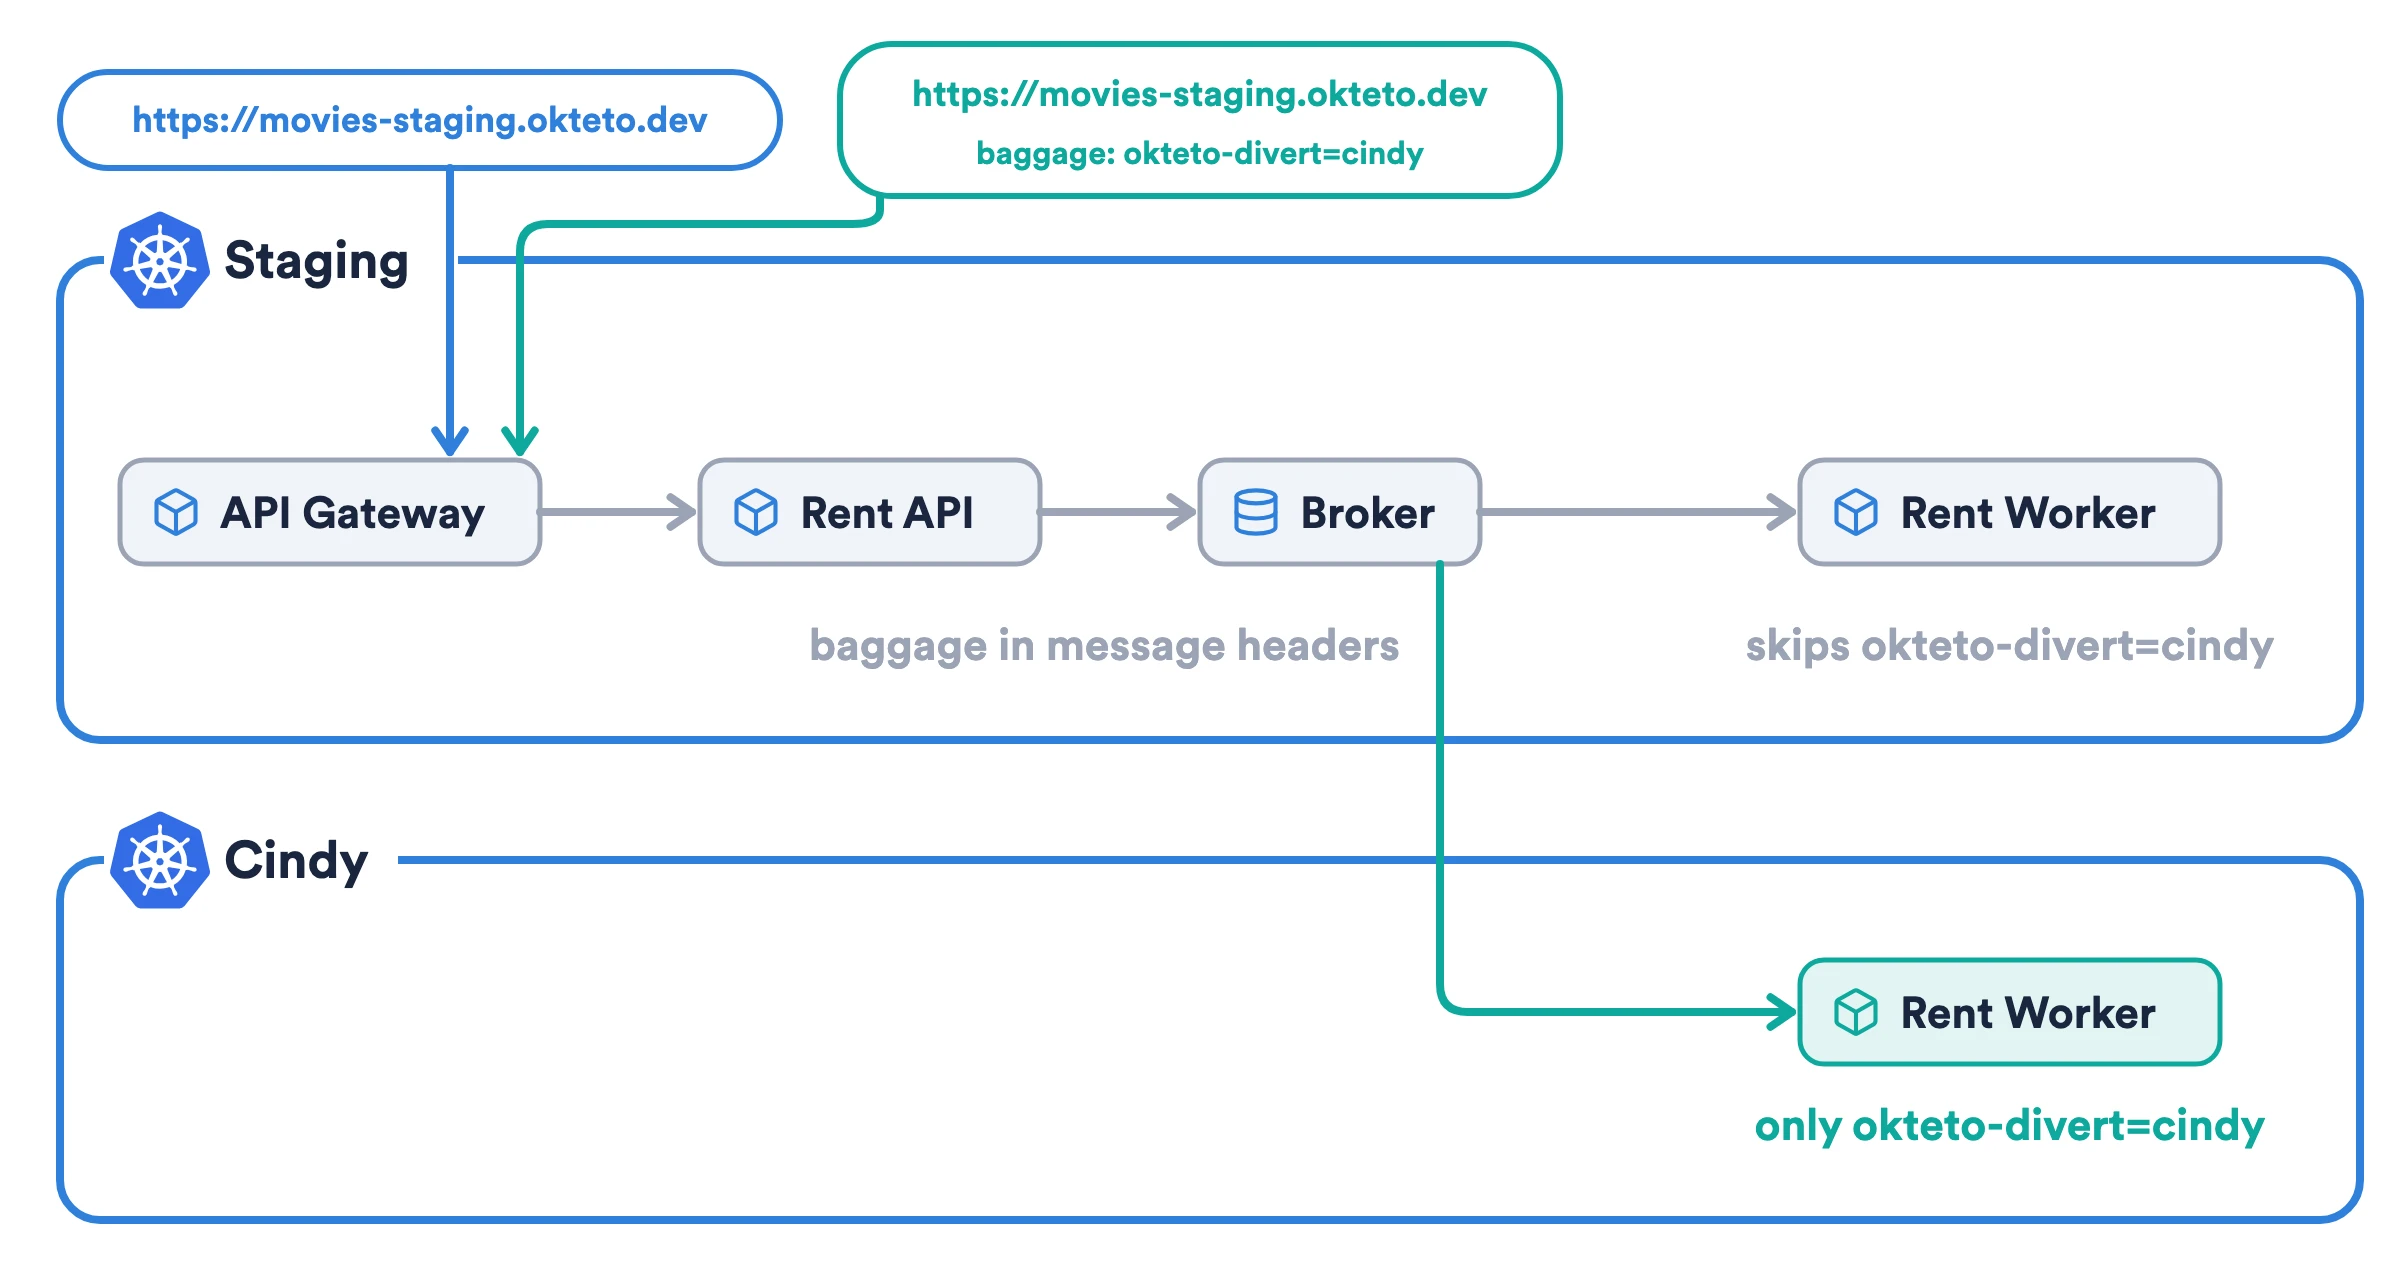 https://movies-staging.okteto.dev
https://movies-staging.okteto.dev
baggage: okteto-divert=cindy
Staging
API Gateway
Rent API
Broker
Rent Worker
baggage in message headers
skips okteto-divert=cindy
Cindy
Rent Worker
only okteto-divert=cindy